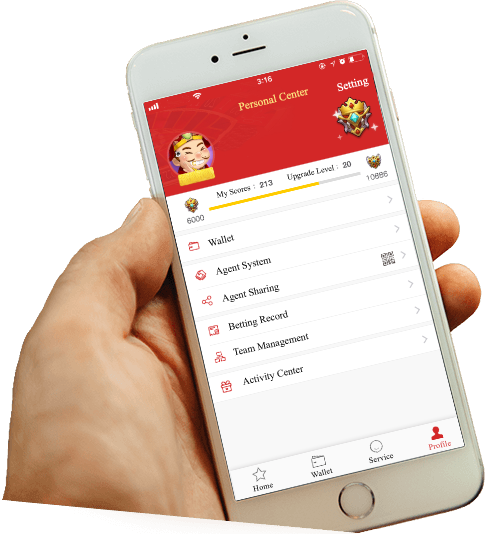 3:16
Personal Center
Setting
My Scores : 213 Upgrade Level : 20
6000 10886
Wallet
Agent System
Agent Sharing
Betting Record
Team Management
Activity Center
Home Wallet Service Profile